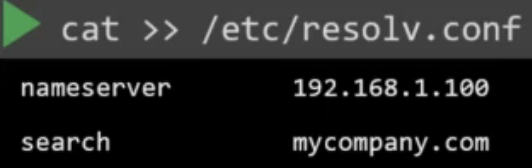 cat >> /etc/resolv.conf
nameserver 192.168.1.100
search mycompany.com